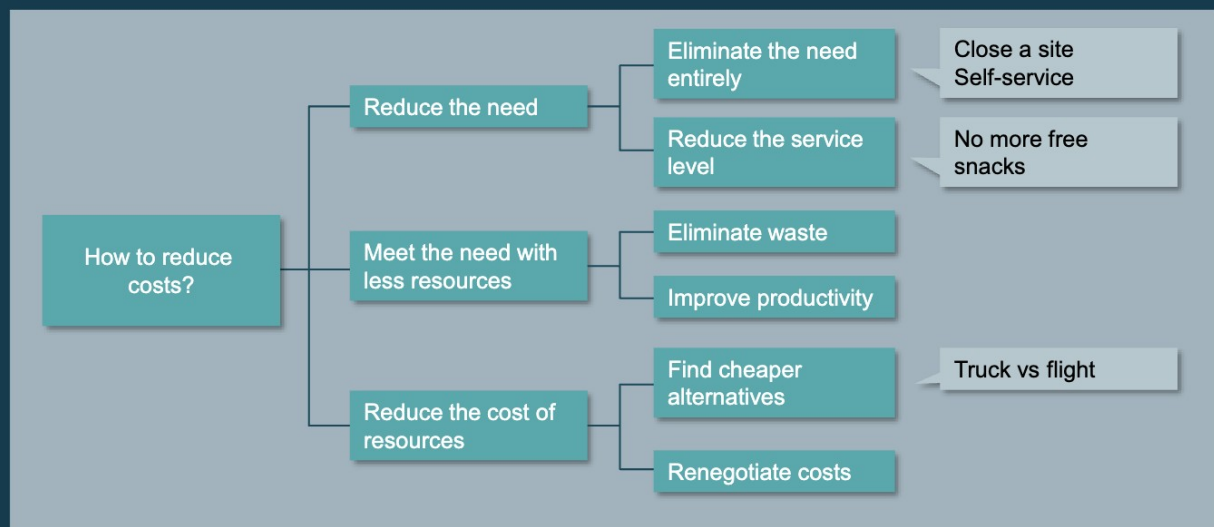 How to reduce
costs?
Reduce the need
Eliminate the need
entirely
Close a site
Self-service
Reduce the service
level
No more free
snacks
Meet the need with
less resources
Eliminate waste
Improve productivity
Reduce the cost of
resources
Find cheaper
alternatives
Truck vs flight
Renegotiate costs